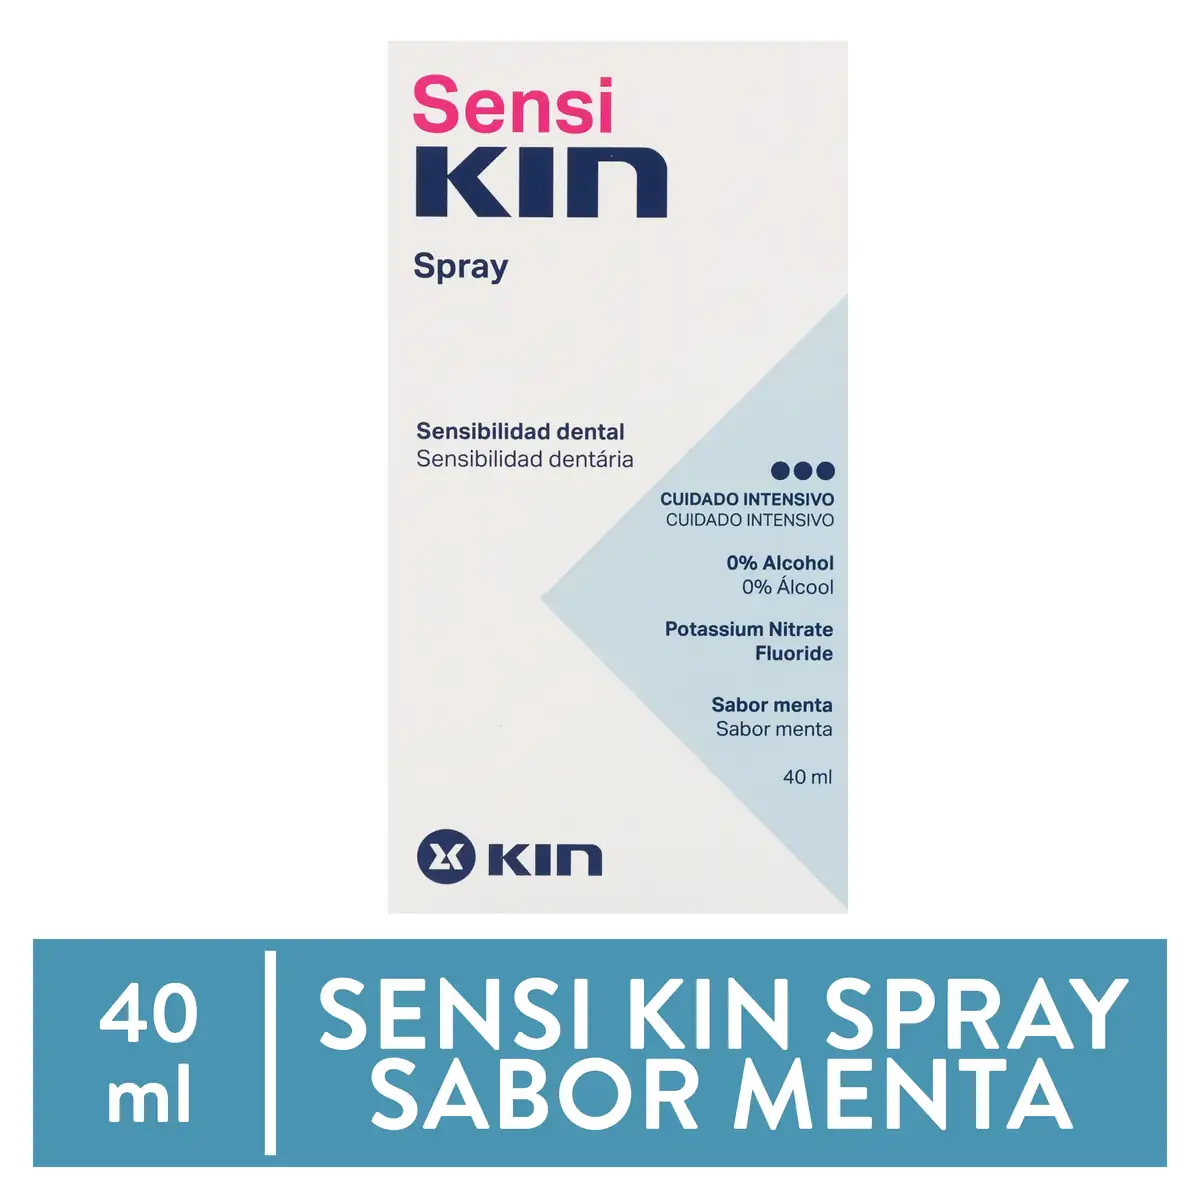 Sensi
KIN
Spray
Sensibilidad dental
Sensibilidad dentária
CUIDADO INTENSIVO
CUIDADO INTENSIVO
0% Alcohol
0% Álcool
Potassium Nitrate
Fluoride
Sabor menta
Sabor menta
40 ml
KIN
40
ml
SENSI KIN SPRAY
SABOR MENTA